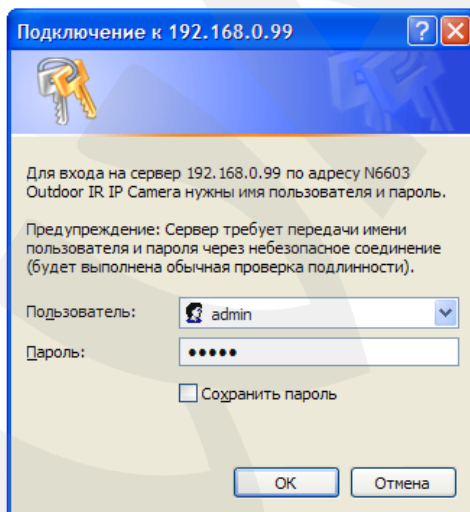 Подключение к 192.168.0.99
Для входа на сервер 192.168.0.99 по адресу N6603
Outdoor IR IP Camera нужны имя пользователя и пароль.
Предупреждение: Сервер требует передачи имени
пользователя и пароля через небезопасное соединение
(будет выполнена обычная проверка подлинности).
Пользователь: admin
Пароль: •••••
Сохранить пароль
OK Отмена